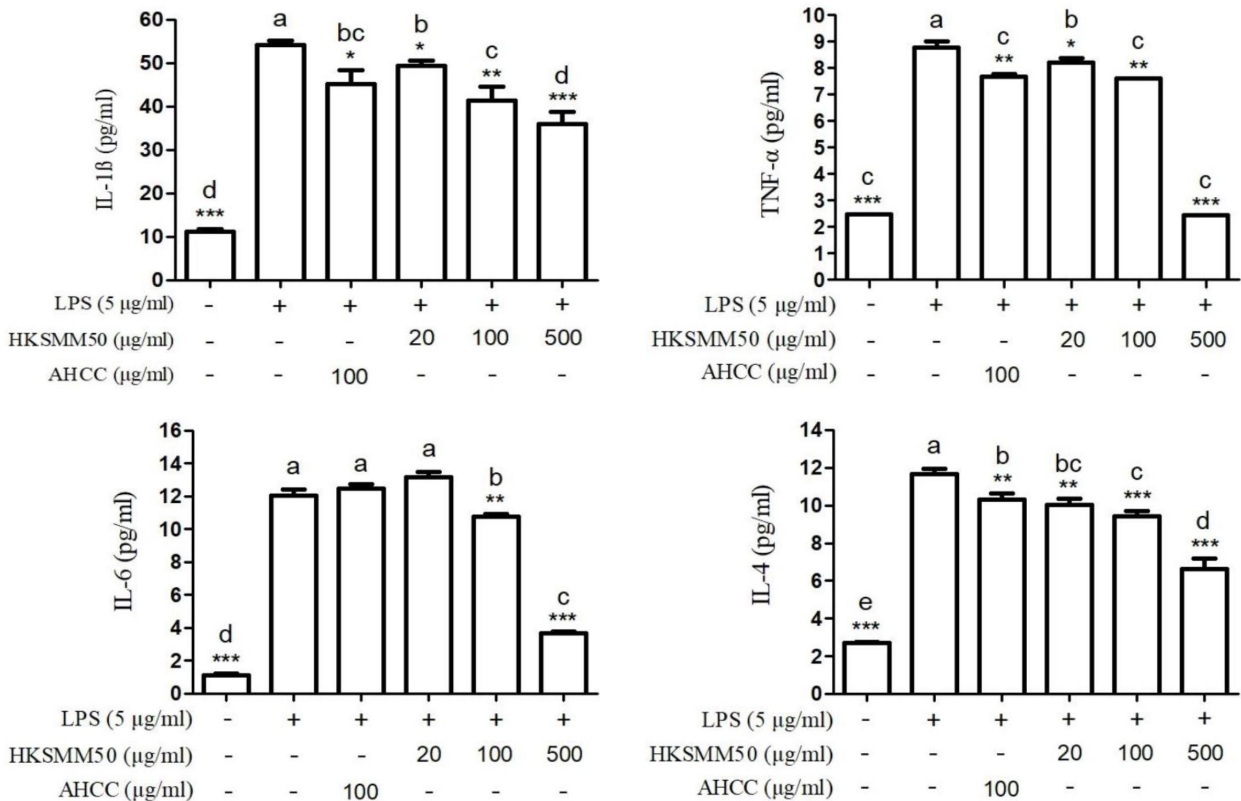 IL-1ß (pg/ml)
60
50
40
30
20
10
0
d
***
a
bc
*
b
*
c
**
d
***
LPS (5 µg/ml) - + + + + +
HKSMM50 (µg/ml) - - - 20 100 500
AHCC (µg/ml) - - 100 - - -
TNF-α (pg/ml)
10
9
8
7
6
5
4
3
2
1
0
c
***
a
c
**
b
*
c
**
c
***
LPS (5 µg/ml) - + + + + +
HKSMM50 (µg/ml) - - - 20 100 500
AHCC (µg/ml) - - 100 - - -
IL-6 (pg/ml)
16
14
12
10
8
6
4
2
0
d
***
a
a
a
b
**
c
***
LPS (5 µg/ml) - + + + + +
HKSMM50 (µg/ml) - - - 20 100 500
AHCC (µg/ml) - - 100 - - -
IL-4 (pg/ml)
14
12
10
8
6
4
2
0
e
***
a
b
**
bc
**
c
***
d
***
LPS (5 µg/ml) - + + + + +
HKSMM50 (µg/ml) - - - 20 100 500
AHCC (µg/ml) - - 100 - - -